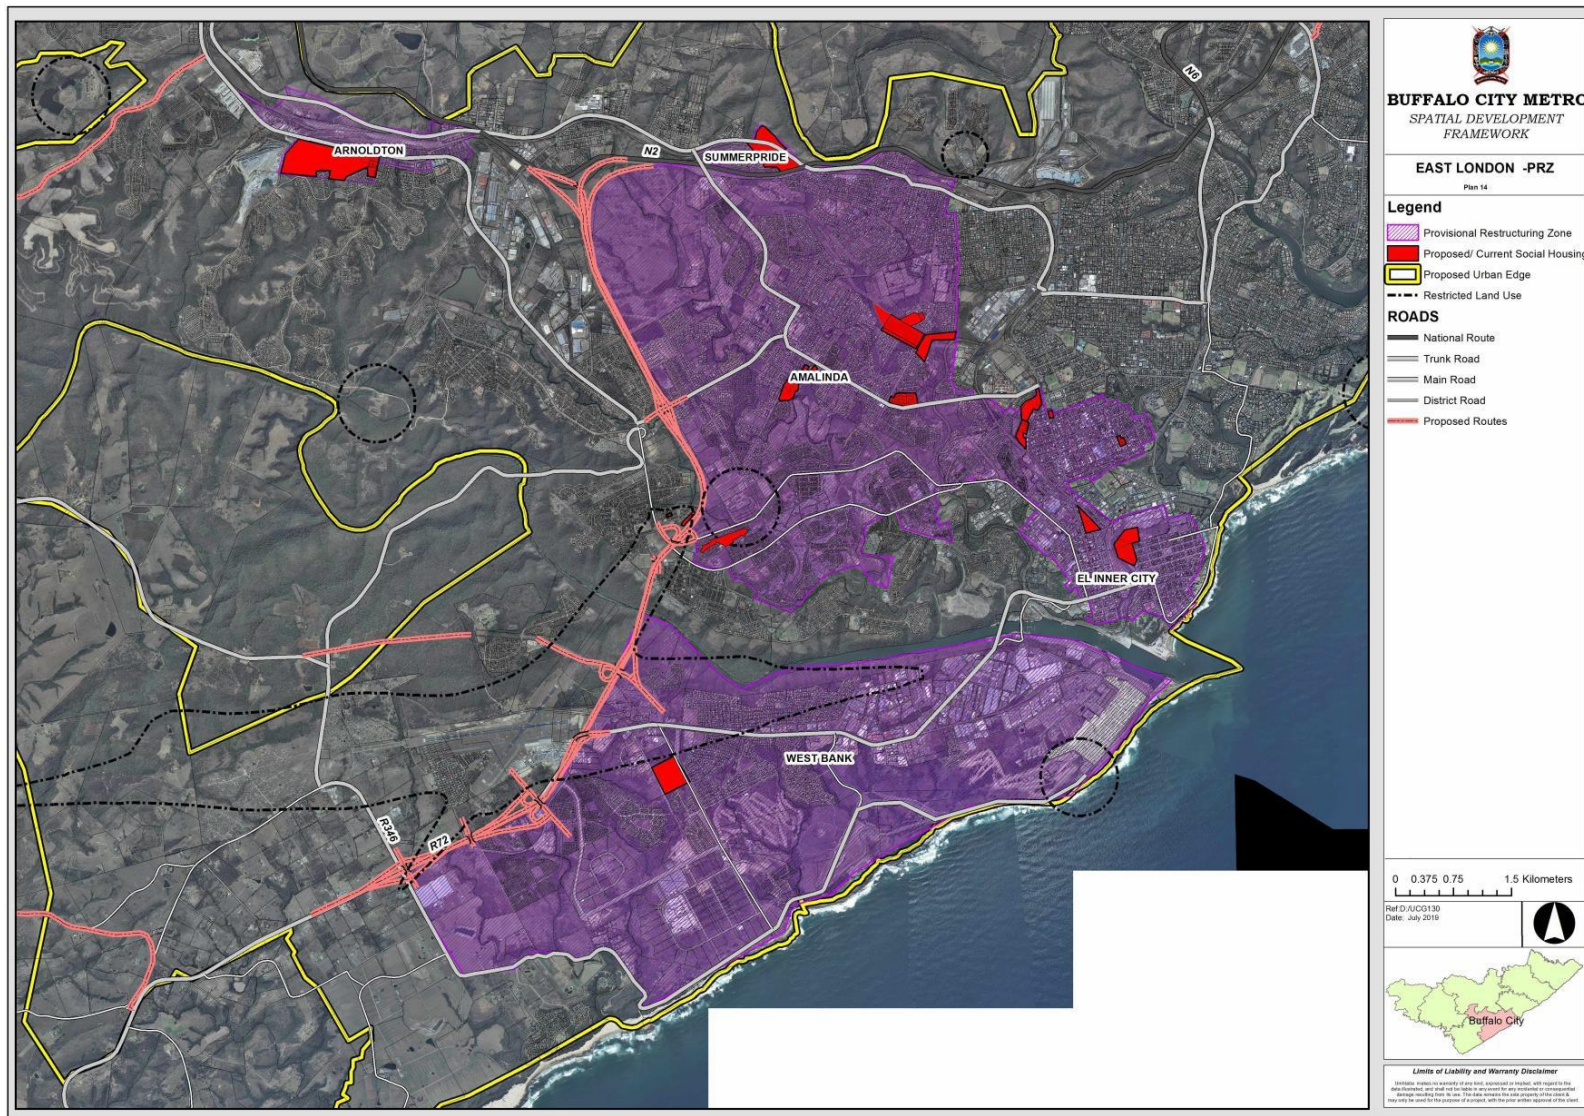 BUFFALO CITY METRO
SPATIAL DEVELOPMENT
FRAMEWORK
EAST LONDON -PRZ
Plan 14
Legend
Provisional Restructuring Zone
Proposed/ Current Social Housing
Proposed Urban Edge
Restricted Land Use
ROADS
National Route
Trunk Road
Main Road
District Road
Proposed Routes
N6
N2
ARNOLDTON
SUMMERPRIDE
AMALINDA
EL INNER CITY
WEST BANK
R346
R72
0 0.375 0.75 1.5 Kilometers
Ref:D:/UCG130
Date: July 2019
Buffalo City
Limits of Liability and Warranty Disclaimer